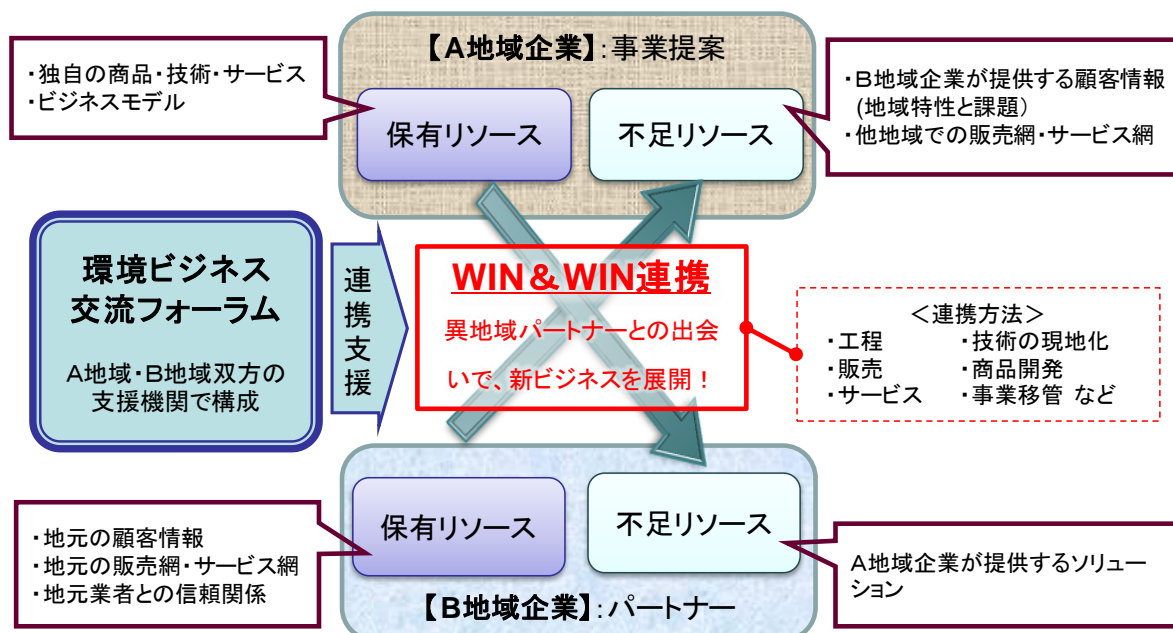 【A地域企業】:事業提案
・独自の商品・技術・サービス
・ビジネスモデル
保有リソース
不足リソース
・B地域企業が提供する顧客情報
(地域特性と課題)
・他地域での販売網・サービス網
環境ビジネス
交流フォーラム
A地域・B地域双方の
支援機関で構成
連携支援
WIN&WIN連携
異地域パートナーとの出会
いで、新ビジネスを展開!
<連携方法>
・工程 ・技術の現地化
・販売 ・商品開発
・サービス ・事業移管 など
保有リソース
不足リソース
・地元の顧客情報
・地元の販売網・サービス網
・地元業者との信頼関係
A地域企業が提供するソリュー
ション
【B地域企業】:パートナー